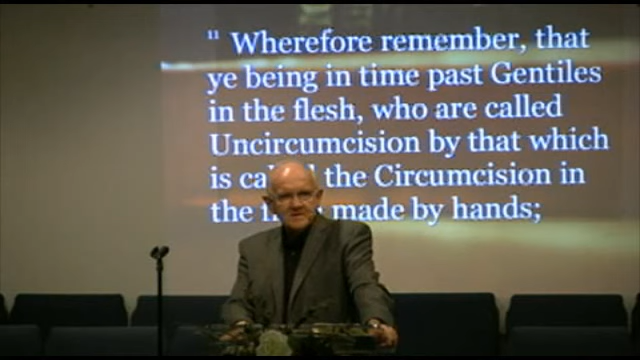 11 Wherefore remember, that
ye being in time past Gentiles
in the flesh, who are called
Uncircumcision by that which
is the Circumcision in
the made by hands;